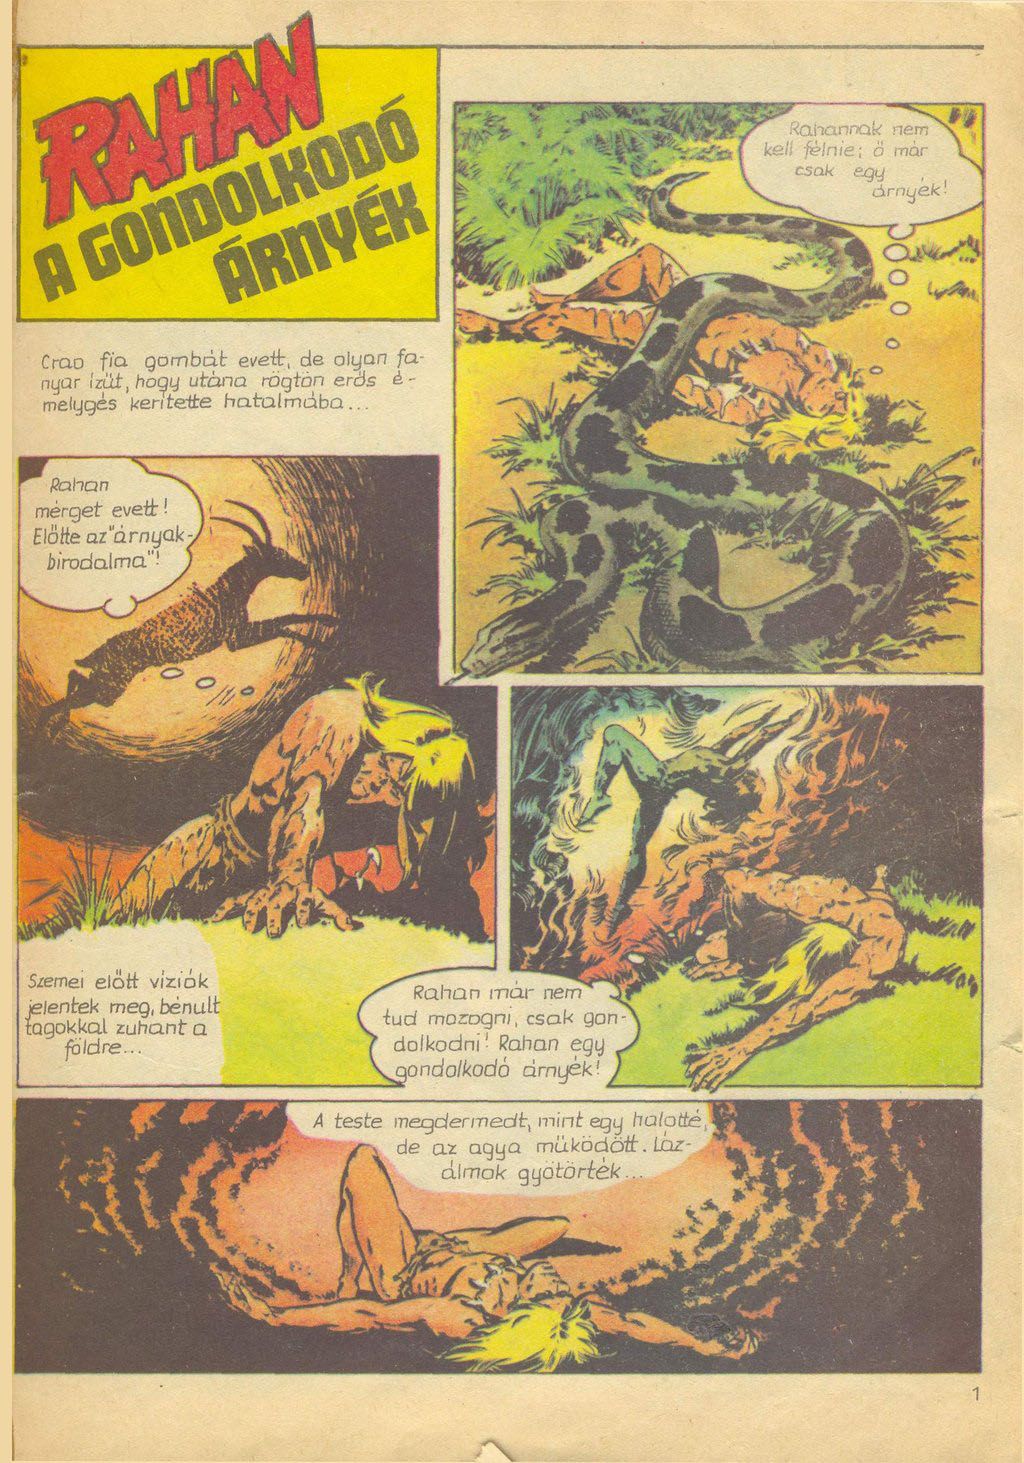 RAHAN
A GONDOLKODÓ
ÁRNYÉK
Rahannak nem
kell félnie; ő már
csak egy
árnyék!
Crao fia gombát evett, de olyan fa-
nyar ízűt, hogy utána rögtön erős é-
melygés kerítette hatalmába...
Rahan
mérget evett!
Előtte az "árnyak-
birodalma"!
Szemei előtt víziók
jelentek meg, bénult
tagokkal zuhant a
földre...
Rahan már nem
tud mozogni, csak gon-
dolkodni! Rahan egy
gondolkodó árnyék!
A teste megdermedt, mint egy halotté,
de az agya működött. Láz-
álmok gyötörték...
1